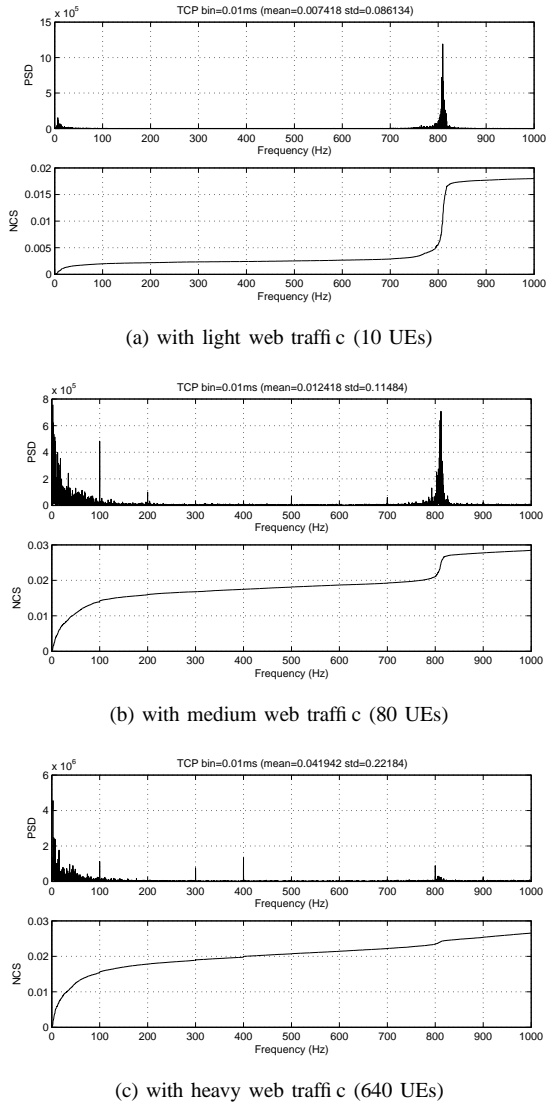 TCP bin=0.01ms (mean=0.007418 std=0.086134)
x 10^5
15
10
5
0
PSD
0 100 200 300 400 500 600 700 800 900 1000
Frequency (Hz)
0.02
0.015
0.01
0.005
0
NCS
0 100 200 300 400 500 600 700 800 900 1000
Frequency (Hz)
(a) with light web traffi c (10 UEs)
TCP bin=0.01ms (mean=0.012418 std=0.11484)
x 10^5
8
6
4
2
0
PSD
0 100 200 300 400 500 600 700 800 900 1000
Frequency (Hz)
0.03
0.02
0.01
0
NCS
0 100 200 300 400 500 600 700 800 900 1000
Frequency (Hz)
(b) with medium web traffi c (80 UEs)
TCP bin=0.01ms (mean=0.041942 std=0.22184)
x 10^6
6
4
2
0
PSD
0 100 200 300 400 500 600 700 800 900 1000
Frequency (Hz)
0.03
0.02
0.01
0
NCS
0 100 200 300 400 500 600 700 800 900 1000
Frequency (Hz)
(c) with heavy web traffi c (640 UEs)